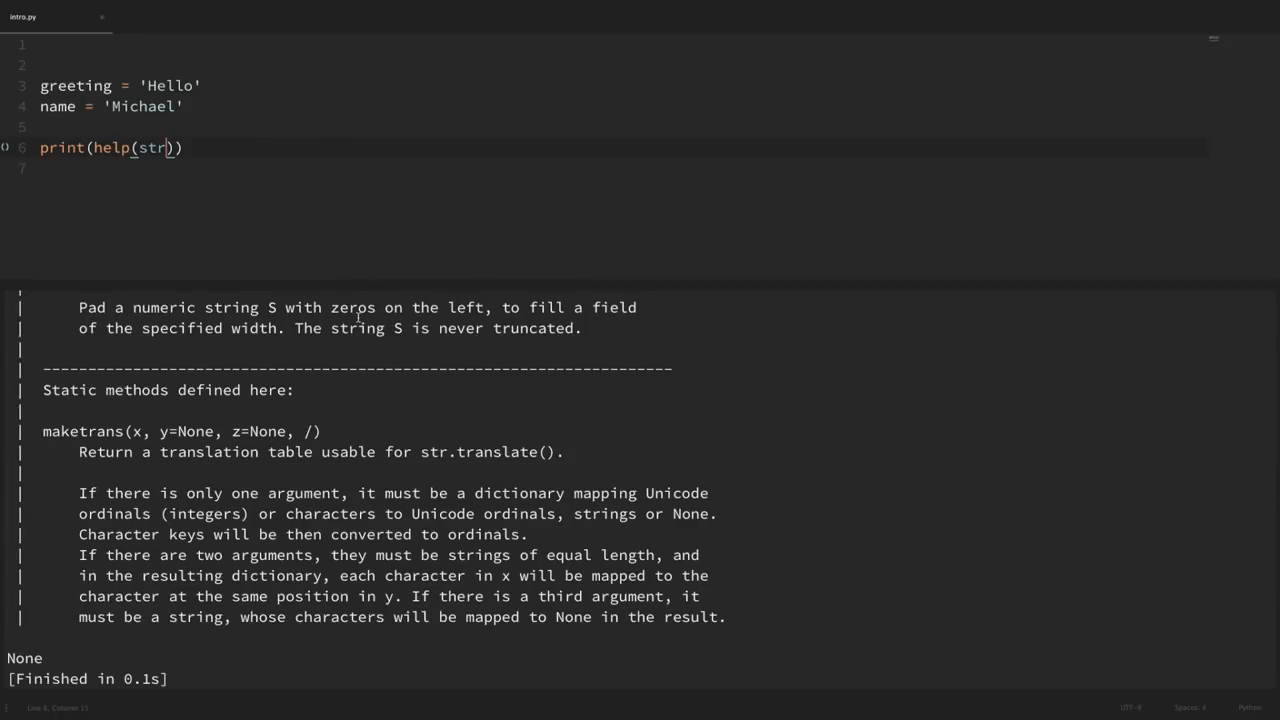 intro.py ×
1
2
3 greeting = 'Hello'
4 name = 'Michael'
5
() 6 print(help(str))
7
|
| Pad a numeric string S with zeros on the left, to fill a field
| of the specified width. The string S is never truncated.
|
| ----------------------------------------------------------------------
| Static methods defined here:
|
| maketrans(x, y=None, z=None, /)
| Return a translation table usable for str.translate().
|
| If there is only one argument, it must be a dictionary mapping Unicode
| ordinals (integers) or characters to Unicode ordinals, strings or None.
| Character keys will be then converted to ordinals.
| If there are two arguments, they must be strings of equal length, and
| in the resulting dictionary, each character in x will be mapped to the
| character at the same position in y. If there is a third argument, it
| must be a string, whose characters will be mapped to None in the result.
None
[Finished in 0.1s]
Line 6, Column 15 UTF-8 Spaces: 4 Python